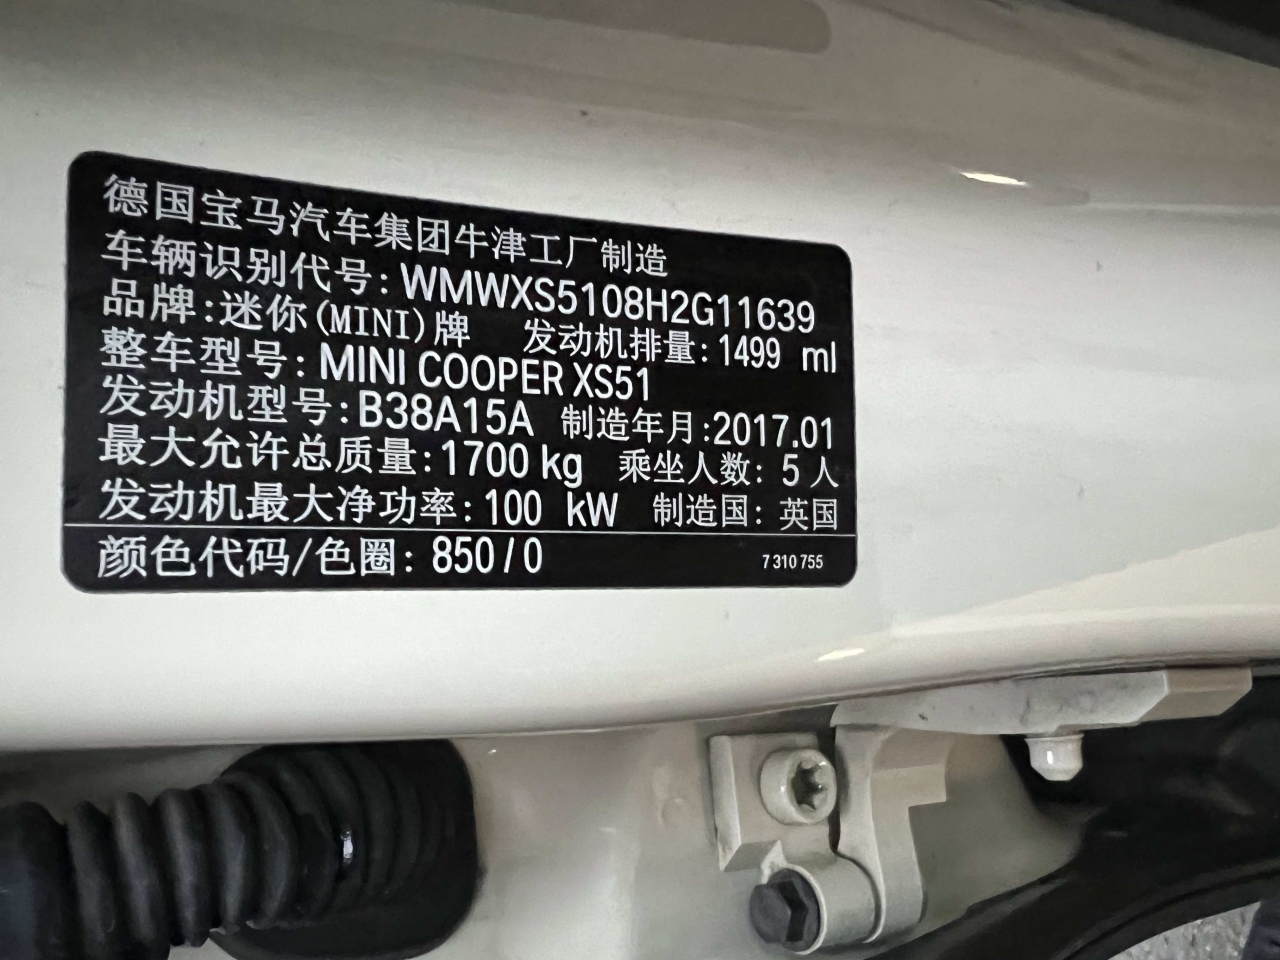 德国宝马汽车集团牛津工厂制造
车辆识别代号: WMWXS5108H2G11639
品牌:迷你(MINI)牌 发动机排量: 1499 ml
整车型号: MINI COOPER XS51
发动机型号: B38A15A 制造年月:2017.01
最大允许总质量: 1700 kg 乘坐人数: 5 人
发动机最大净功率: 100 kW 制造国: 英国
颜色代码/色圈: 850/0 7 310 755